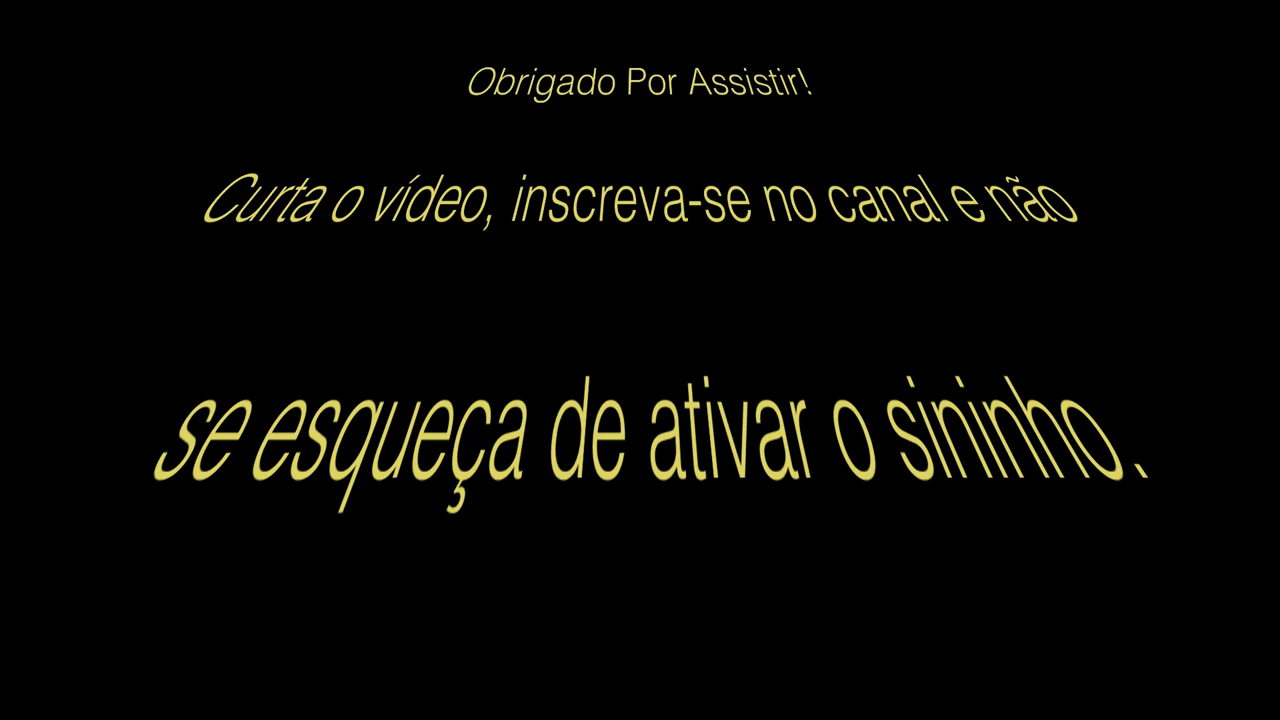 Obrigado Por Assistir!
Curta o vídeo, inscreva-se no canal e não
se esqueça de ativar o sininho.